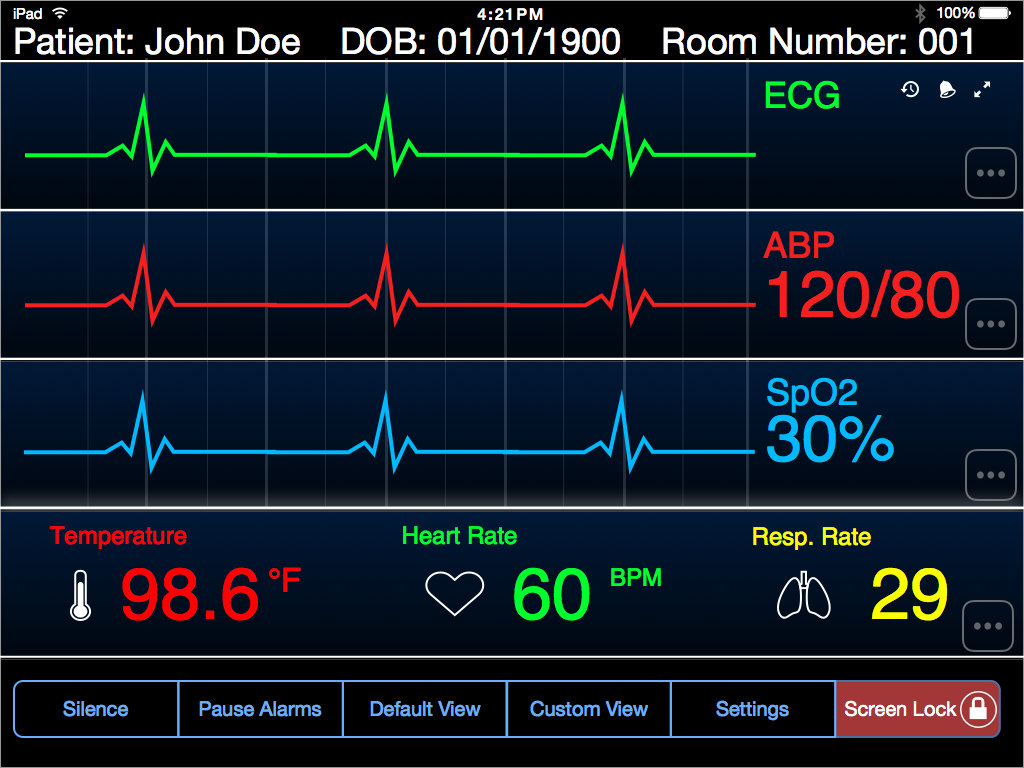 iPad 4:21PM 100%
Patient: John Doe DOB: 01/01/1900 Room Number: 001
ECG
ABP
120/80
SpO2
30%
Temperature Heart Rate Resp. Rate
98.6 °F 60 BPM 29
Silence Pause Alarms Default View Custom View Settings Screen Lock